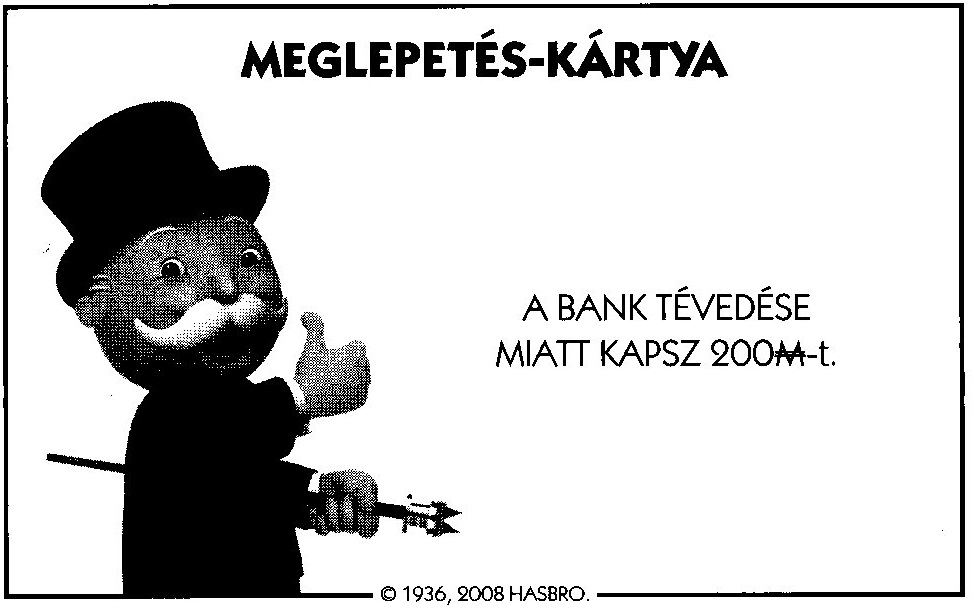 MEGLEPETÉS-KÁRTYA
A BANK TÉVEDÉSE
MIATT KAPSZ 200M-t.
© 1936, 2008 HASBRO.